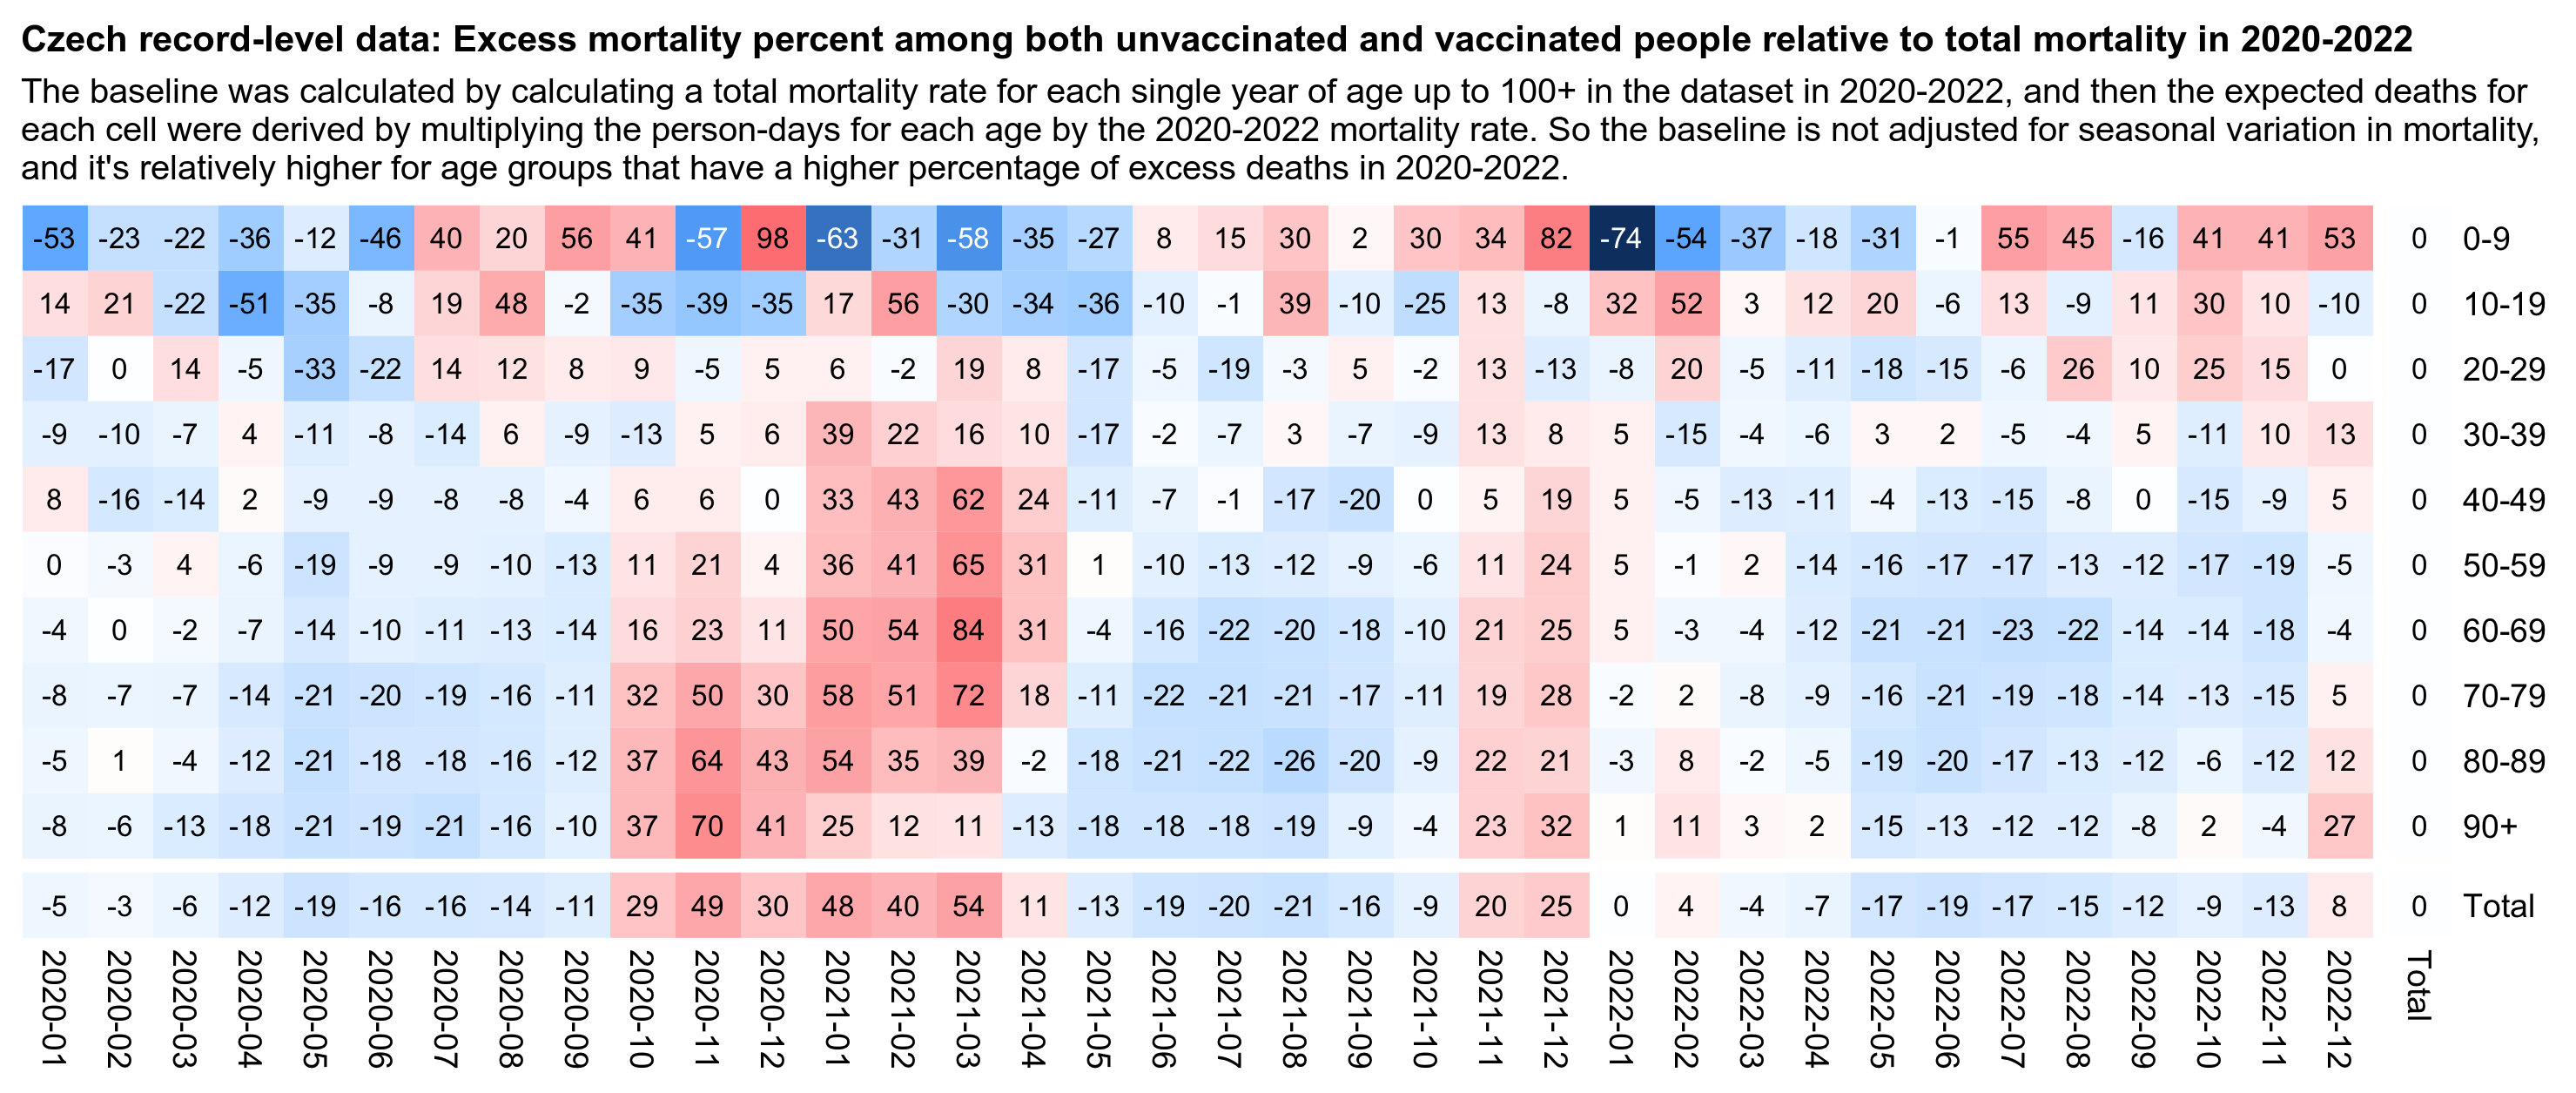 Czech record-level data: Excess mortality percent among both unvaccinated and vaccinated people relative to total mortality in 2020-2022
The baseline was calculated by calculating a total mortality rate for each single year of age up to 100+ in the dataset in 2020-2022, and then the expected deaths for
each cell were derived by multiplying the person-days for each age by the 2020-2022 mortality rate. So the baseline is not adjusted for seasonal variation in mortality,
and it's relatively higher for age groups that have a higher percentage of excess deaths in 2020-2022.
-53 -23 -22 -36 -12 -46 40 20 56 41 -57 98 -63 -31 -58 -35 -27 8 15 30 2 30 34 82 -74 -54 -37 -18 -31 -1 55 45 -16 41 41 53 0 0-9
14 21 -22 -51 -35 -8 19 48 -2 -35 -39 -35 17 56 -30 -34 -36 -10 -1 39 -10 -25 13 -8 32 52 3 12 20 -6 13 -9 11 30 10 -10 0 10-19
-17 0 14 -5 -33 -22 14 12 8 9 -5 5 6 -2 19 8 -17 -5 -19 -3 5 -2 13 -13 -8 20 -5 -11 -18 -15 -6 26 10 25 15 0 0 20-29
-9 -10 -7 4 -11 -8 -14 6 -9 -13 5 6 39 22 16 10 -17 -2 -7 3 -7 -9 13 8 5 -15 -4 -6 3 2 -5 -4 5 -11 10 13 0 30-39
8 -16 -14 2 -9 -9 -8 -8 -4 6 6 0 33 43 62 24 -11 -7 -1 -17 -20 0 5 19 5 -5 -13 -11 -4 -13 -15 -8 0 -15 -9 5 0 40-49
0 -3 4 -6 -19 -9 -9 -10 -13 11 21 4 36 41 65 31 1 -10 -13 -12 -9 -6 11 24 5 -1 2 -14 -16 -17 -17 -13 -12 -17 -19 -5 0 50-59
-4 0 -2 -7 -14 -10 -11 -13 -14 16 23 11 50 54 84 31 -4 -16 -22 -20 -18 -10 21 25 5 -3 -4 -12 -21 -21 -23 -22 -14 -14 -18 -4 0 60-69
-8 -7 -7 -14 -21 -20 -19 -16 -11 32 50 30 58 51 72 18 -11 -22 -21 -21 -17 -11 19 28 -2 2 -8 -9 -16 -21 -19 -18 -14 -13 -15 5 0 70-79
-5 1 -4 -12 -21 -18 -18 -16 -12 37 64 43 54 35 39 -2 -18 -21 -22 -26 -20 -9 22 21 -3 8 -2 -5 -19 -20 -17 -13 -12 -6 -12 12 0 80-89
-8 -6 -13 -18 -21 -19 -21 -16 -10 37 70 41 25 12 11 -13 -18 -18 -18 -19 -9 -4 23 32 1 11 3 2 -15 -13 -12 -12 -8 2 -4 27 0 90+
-5 -3 -6 -12 -19 -16 -16 -14 -11 29 49 30 48 40 54 11 -13 -19 -20 -21 -16 -9 20 25 0 4 -4 -7 -17 -19 -17 -15 -12 -9 -13 8 0 Total
2020-01 2020-02 2020-03 2020-04 2020-05 2020-06 2020-07 2020-08 2020-09 2020-10 2020-11 2020-12 2021-01 2021-02 2021-03 2021-04 2021-05 2021-06 2021-07 2021-08 2021-09 2021-10 2021-11 2021-12 2022-01 2022-02 2022-03 2022-04 2022-05 2022-06 2022-07 2022-08 2022-09 2022-10 2022-11 2022-12 Total